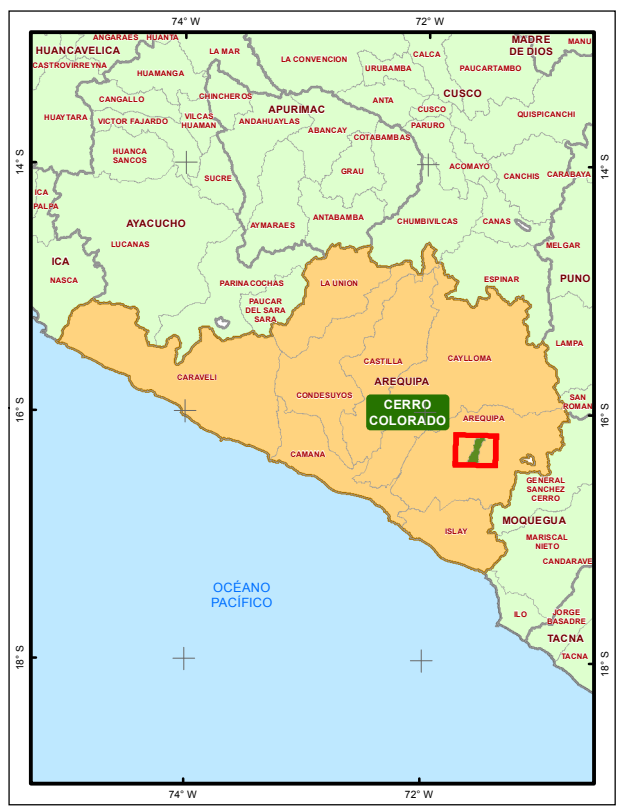 74° W
72° W
ANGARAES
HUANTA
MADRE
DE DIOS
MANU
HUANCAVELICA
LA MAR
LA CONVENCION
CALCA
CASTROVIRREYNA
HUAMANGA
URUBAMBA
PAUCARTAMBO
CANGALLO
CHINCHEROS
ANTA
CUSCO
HUAYTARA
VICTOR FAJARDO
VILCAS
HUAMAN
APURIMAC
ANDAHUAYLAS
ABANCAY
COTABAMBAS
CUSCO
PARURO
QUISPICANCHI
HUANCA
SANCOS
14° S
14° S
SUCRE
GRAU
ACOMAYO
CANCHIS
CARABAYA
ICA
PALPA
AYACUCHO
LUCANAS
AYMARAES
ANTABAMBA
CHUMBIVILCAS
CANAS
MELGAR
ICA
NASCA
PARINACOCHAS
LA UNION
ESPINAR
PUNO
PAUCAR
DEL SARA
SARA
LAMPA
CASTILLA
CAYLLOMA
CARAVELI
AREQUIPA
CONDESUYOS
SAN
ROMAN
16° S
16° S
CERRO
COLORADO
AREQUIPA
CAMANA
GENERAL
SANCHEZ
CERRO
MOQUEGUA
ISLAY
MARISCAL
NIETO
CANDARAVE
OCÉANO
PACÍFICO
ILO
JORGE
BASADRE
TACNA
TACNA
18° S
18° S
74° W
72° W